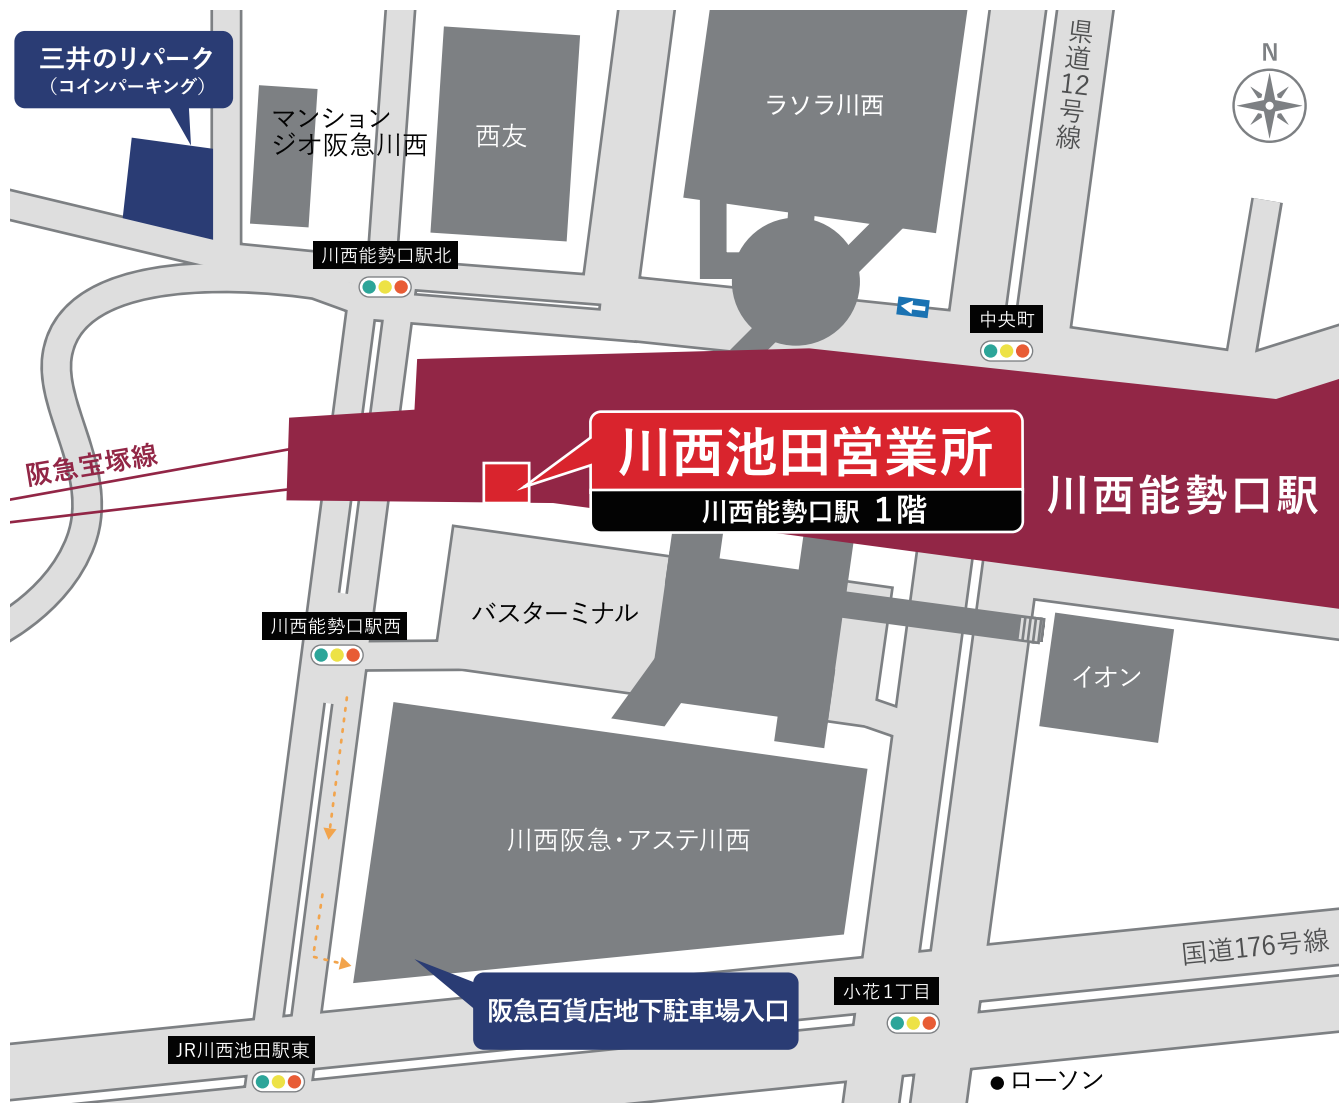 三井のリパーク
（コインパーキング）
マンション
ジオ阪急川西
西友
ラソラ川西
県道12号線
N
川西能勢口駅北
中央町
阪急宝塚線
川西池田営業所
川西能勢口駅 1階
川西能勢口駅
川西能勢口駅西
バスターミナル
イオン
川西阪急・アステ川西
国道176号線
阪急百貨店地下駐車場入口
小花1丁目
JR川西池田駅東
ローソン